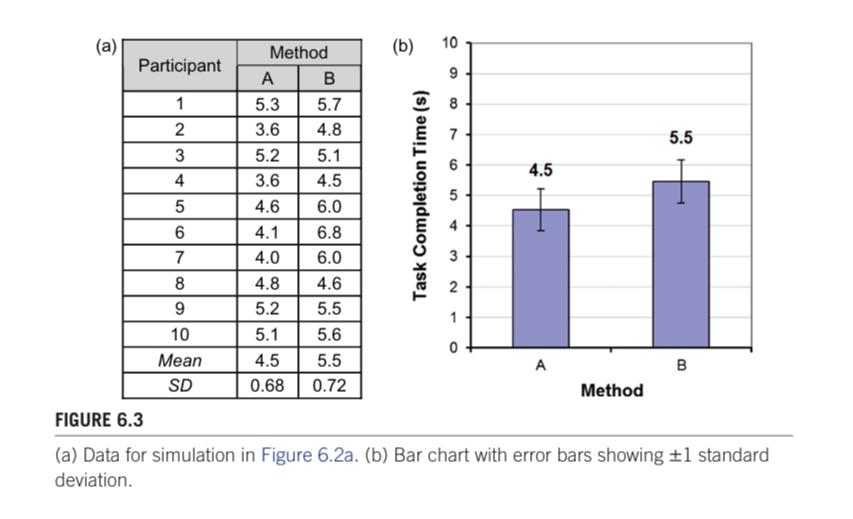 (a)
Participant Method
A B
1 5.3 5.7
2 3.6 4.8
3 5.2 5.1
4 3.6 4.5
5 4.6 6.0
6 4.1 6.8
7 4.0 6.0
8 4.8 4.6
9 5.2 5.5
10 5.1 5.6
Mean 4.5 5.5
SD 0.68 0.72
(b)
Task Completion Time (s)
10
9
8
7
6
5
4
3
2
1
0
4.5
5.5
A B
Method
FIGURE 6.3
(a) Data for simulation in Figure 6.2a. (b) Bar chart with error bars showing ±1 standard
deviation.